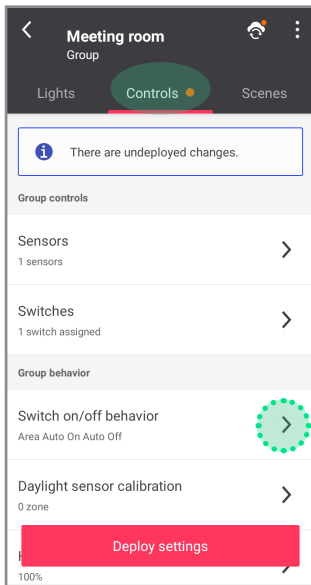 Meeting room
Group
Lights Controls Scenes
There are undeployed changes.
Group controls
Sensors
1 sensors
Switches
1 switch assigned
Group behavior
Switch on/off behavior
Area Auto On Auto Off
Daylight sensor calibration
0 zone
Deploy settings
100%